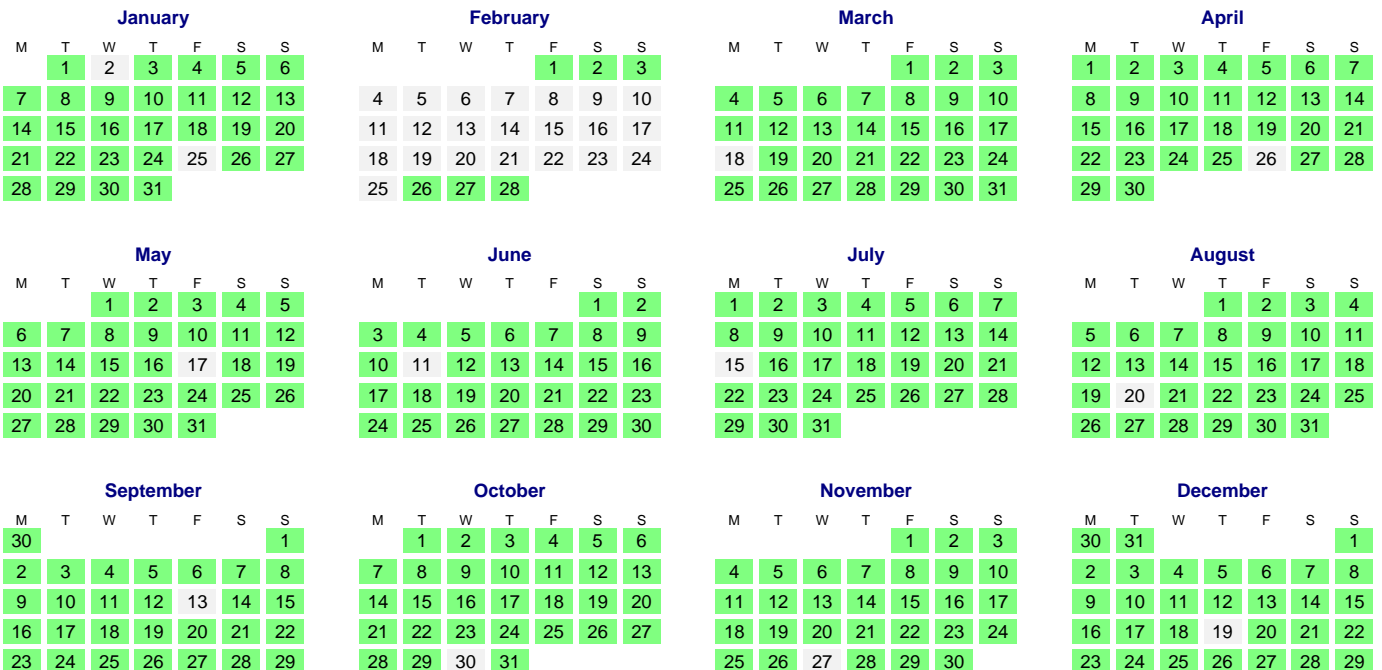 January February March April
M T W T F S S M T W T F S S M T W T F S S M T W T F S S
1 2 3 4 5 6 1 2 3 1 2 3 1 2 3 4 5 6 7
7 8 9 10 11 12 13 4 5 6 7 8 9 10 4 5 6 7 8 9 10 8 9 10 11 12 13 14
14 15 16 17 18 19 20 11 12 13 14 15 16 17 11 12 13 14 15 16 17 15 16 17 18 19 20 21
21 22 23 24 25 26 27 18 19 20 21 22 23 24 18 19 20 21 22 23 24 22 23 24 25 26 27 28
28 29 30 31 25 26 27 28 25 26 27 28 29 30 31 29 30
May June July August
M T W T F S S M T W T F S S M T W T F S S M T W T F S S
1 2 3 4 5 1 2 1 2 3 4 5 6 7 1 2 3 4
6 7 8 9 10 11 12 3 4 5 6 7 8 9 8 9 10 11 12 13 14 5 6 7 8 9 10 11
13 14 15 16 17 18 19 10 11 12 13 14 15 16 15 16 17 18 19 20 21 12 13 14 15 16 17 18
20 21 22 23 24 25 26 17 18 19 20 21 22 23 22 23 24 25 26 27 28 19 20 21 22 23 24 25
27 28 29 30 31 24 25 26 27 28 29 30 29 30 31 26 27 28 29 30 31
September October November December
M T W T F S S M T W T F S S M T W T F S S M T W T F S S
30 1 1 2 3 4 5 6 1 2 3 30 31 1
2 3 4 5 6 7 8 7 8 9 10 11 12 13 4 5 6 7 8 9 10 2 3 4 5 6 7 8
9 10 11 12 13 14 15 14 15 16 17 18 19 20 11 12 13 14 15 16 17 9 10 11 12 13 14 15
16 17 18 19 20 21 22 21 22 23 24 25 26 27 18 19 20 21 22 23 24 16 17 18 19 20 21 22
23 24 25 26 27 28 29 28 29 30 31 25 26 27 28 29 30 23 24 25 26 27 28 29